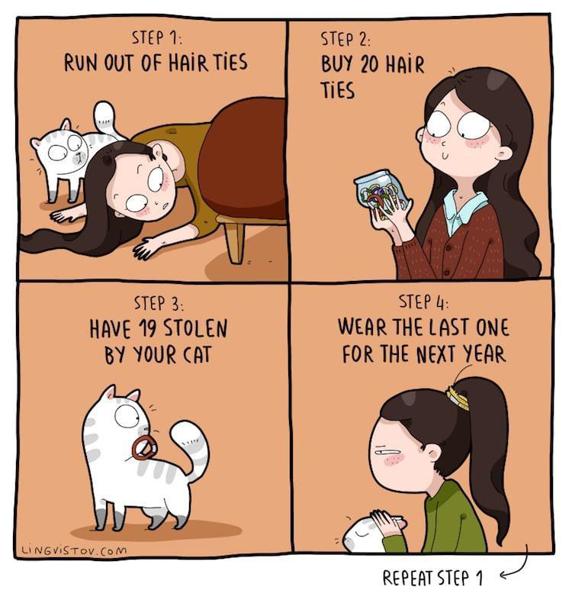 STEP 1:
RUN OUT OF HAIR TIES
STEP 2:
BUY 20 HAIR
TIES
STEP 3:
HAVE 19 STOLEN
BY YOUR CAT
STEP 4:
WEAR THE LAST ONE
FOR THE NEXT YEAR
LINGVISTOV.COM
REPEAT STEP 1